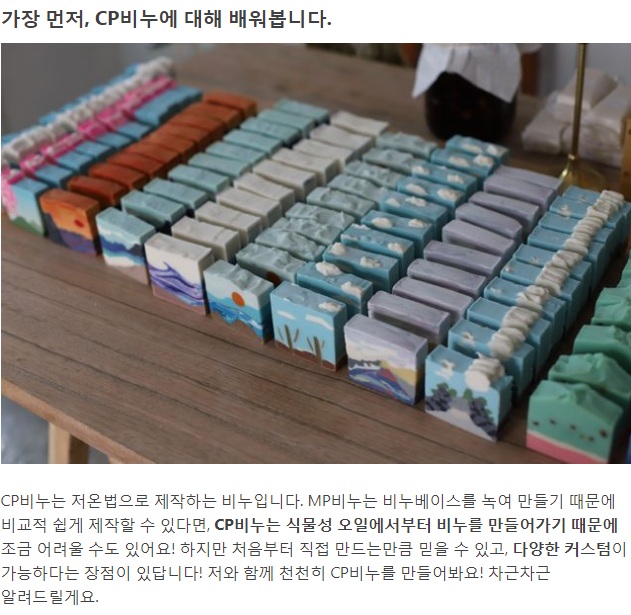 가장 먼저, CP비누에 대해 배워봅니다.
CP비누는 저온법으로 제작하는 비누입니다. MP비누는 비누베이스를 녹여 만들기 때문에
비교적 쉽게 제작할 수 있다면, CP비누는 식물성 오일에서부터 비누를 만들어가기 때문에
조금 어려울 수도 있어요! 하지만 처음부터 직접 만드는만큼 믿을 수 있고, 다양한 커스텀이
가능하다는 장점이 있답니다! 저와 함께 천천히 CP비누를 만들어봐요! 차근차근
알려드릴게요.